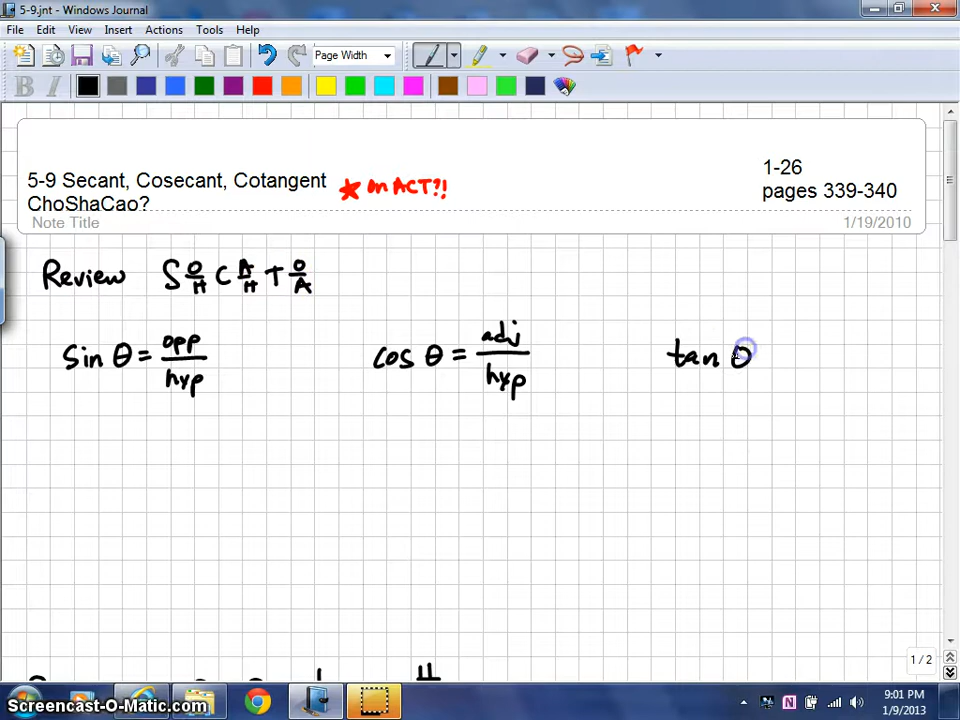 5-9.jnt - Windows Journal
File Edit View Insert Actions Tools Help
Page Width
B I
5-9 Secant, Cosecant, Cotangent
ChoShaCao?
★ on ACT?!
1-26
pages 339-340
Note Title
1/19/2010
Review S O/H C A/H T O/A
sin θ = opp/hyp
cos θ = adj/hyp
tan θ
1 / 2
Screencast-O-Matic.com
9:01 PM
1/9/2013